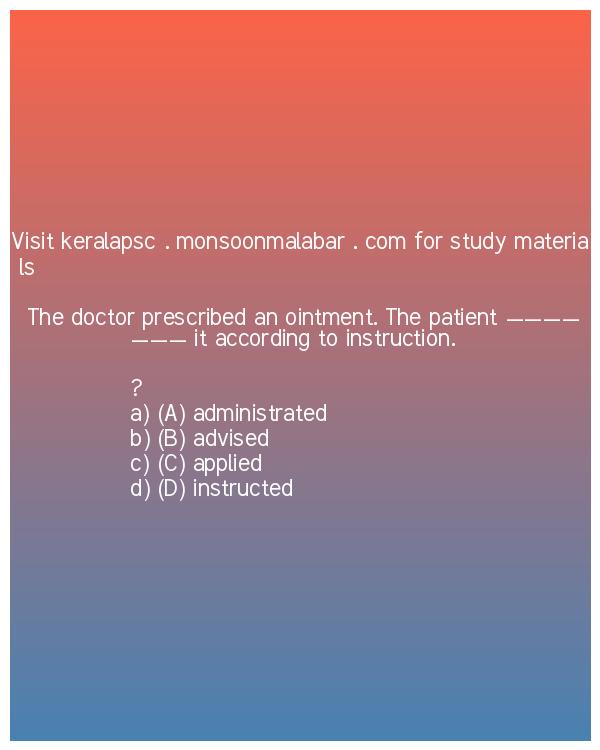 Visit keralapsc . monsoonmalabar . com for study materia
ls
The doctor prescribed an ointment. The patient ————
——— it according to instruction.
?
a) (A) administrated
b) (B) advised
c) (C) applied
d) (D) instructed